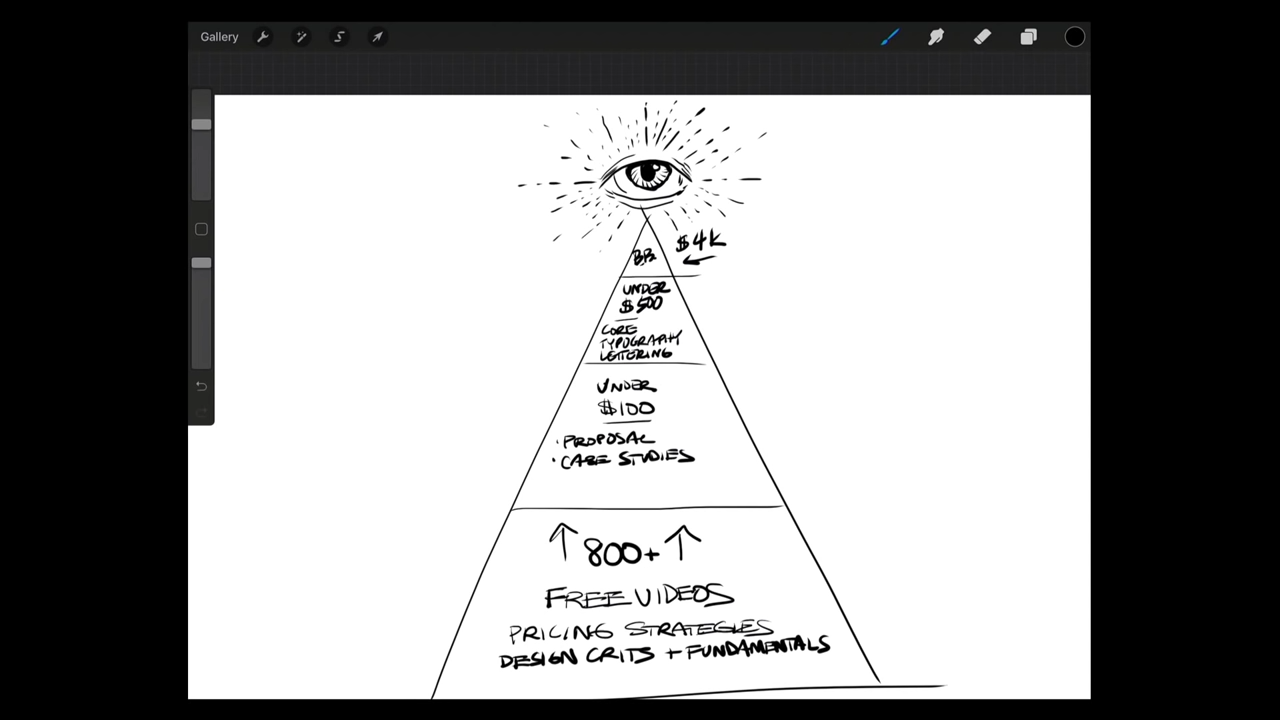 Gallery
$4K
BB
UNDER
$500
CORE
TYPOGRAPHY
LETTERING
UNDER
$100
· PROPOSAL
· CASE STUDIES
↑ 800+ ↑
FREE VIDEOS
PRICING STRATEGIES
DESIGN CRITS + FUNDAMENTALS